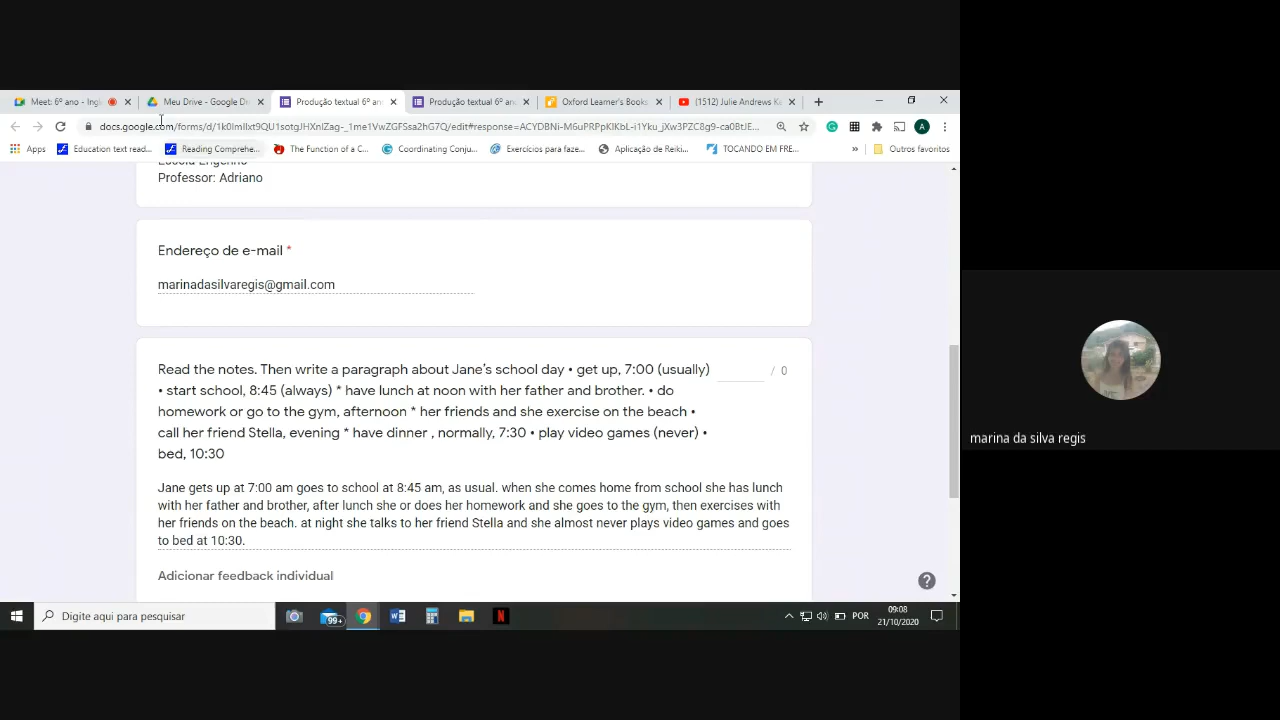 Meet: 6º ano - Ingl
Meu Drive - Google Dr
Produção textual 6º an
Produção textual 6º an
Oxford Learner's Books
(1512) Julie Andrews Ka
docs.google.com/forms/d/
Apps
Education text read...
Reading Comprehe...
The Function of a C...
Coordinating Conju...
Exercícios para faze...
Aplicação de Reiki...
TOCANDO EM FRE...
»
Outros favoritos
A
Professor: Adriano
Endereço de e-mail *
marinadasilvaregis@gmail.com
Read the notes. Then write a paragraph about Jane's school day • get up, 7:00 (usually)
/ 0
• start school, 8:45 (always) * have lunch at noon with her father and brother. • do
homework or go to the gym, afternoon * her friends and she exercise on the beach •
call her friend Stella, evening * have dinner , normally, 7:30 • play video games (never) •
bed, 10:30
Jane gets up at 7:00 am goes to school at 8:45 am, as usual. when she comes home from school she has lunch
with her father and brother, after lunch she or does her homework and she goes to the gym, then exercises with
her friends on the beach. at night she talks to her friend Stella and she almost never plays video games and goes
to bed at 10:30.
Adicionar feedback individual
marina da silva regis
Digite aqui para pesquisar
99+
POR
09:08
21/10/2020